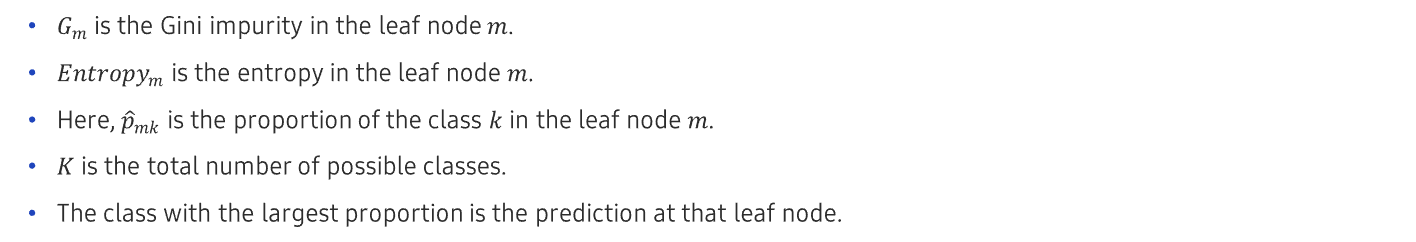 • G_m is the Gini impurity in the leaf node m.
• Entropy_m is the entropy in the leaf node m.
• Here, p̂_mk is the proportion of the class k in the leaf node m.
• K is the total number of possible classes.
• The class with the largest proportion is the prediction at that leaf node.